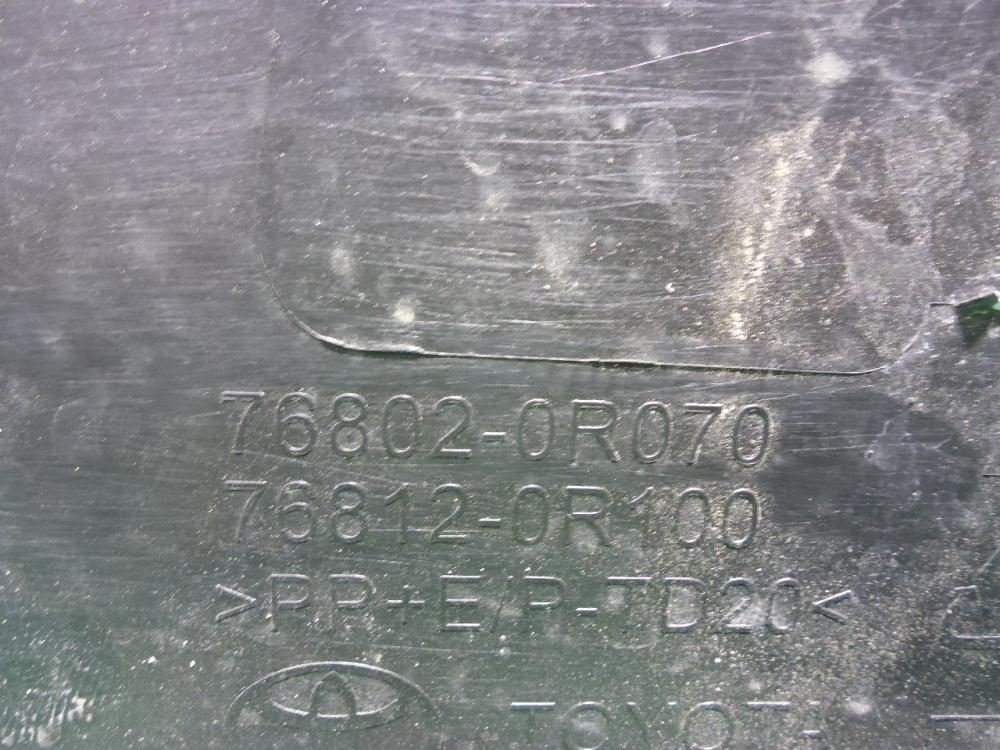 76802-0R070
76812-0R100
>PP+E/P-TD20<
TOYOTA